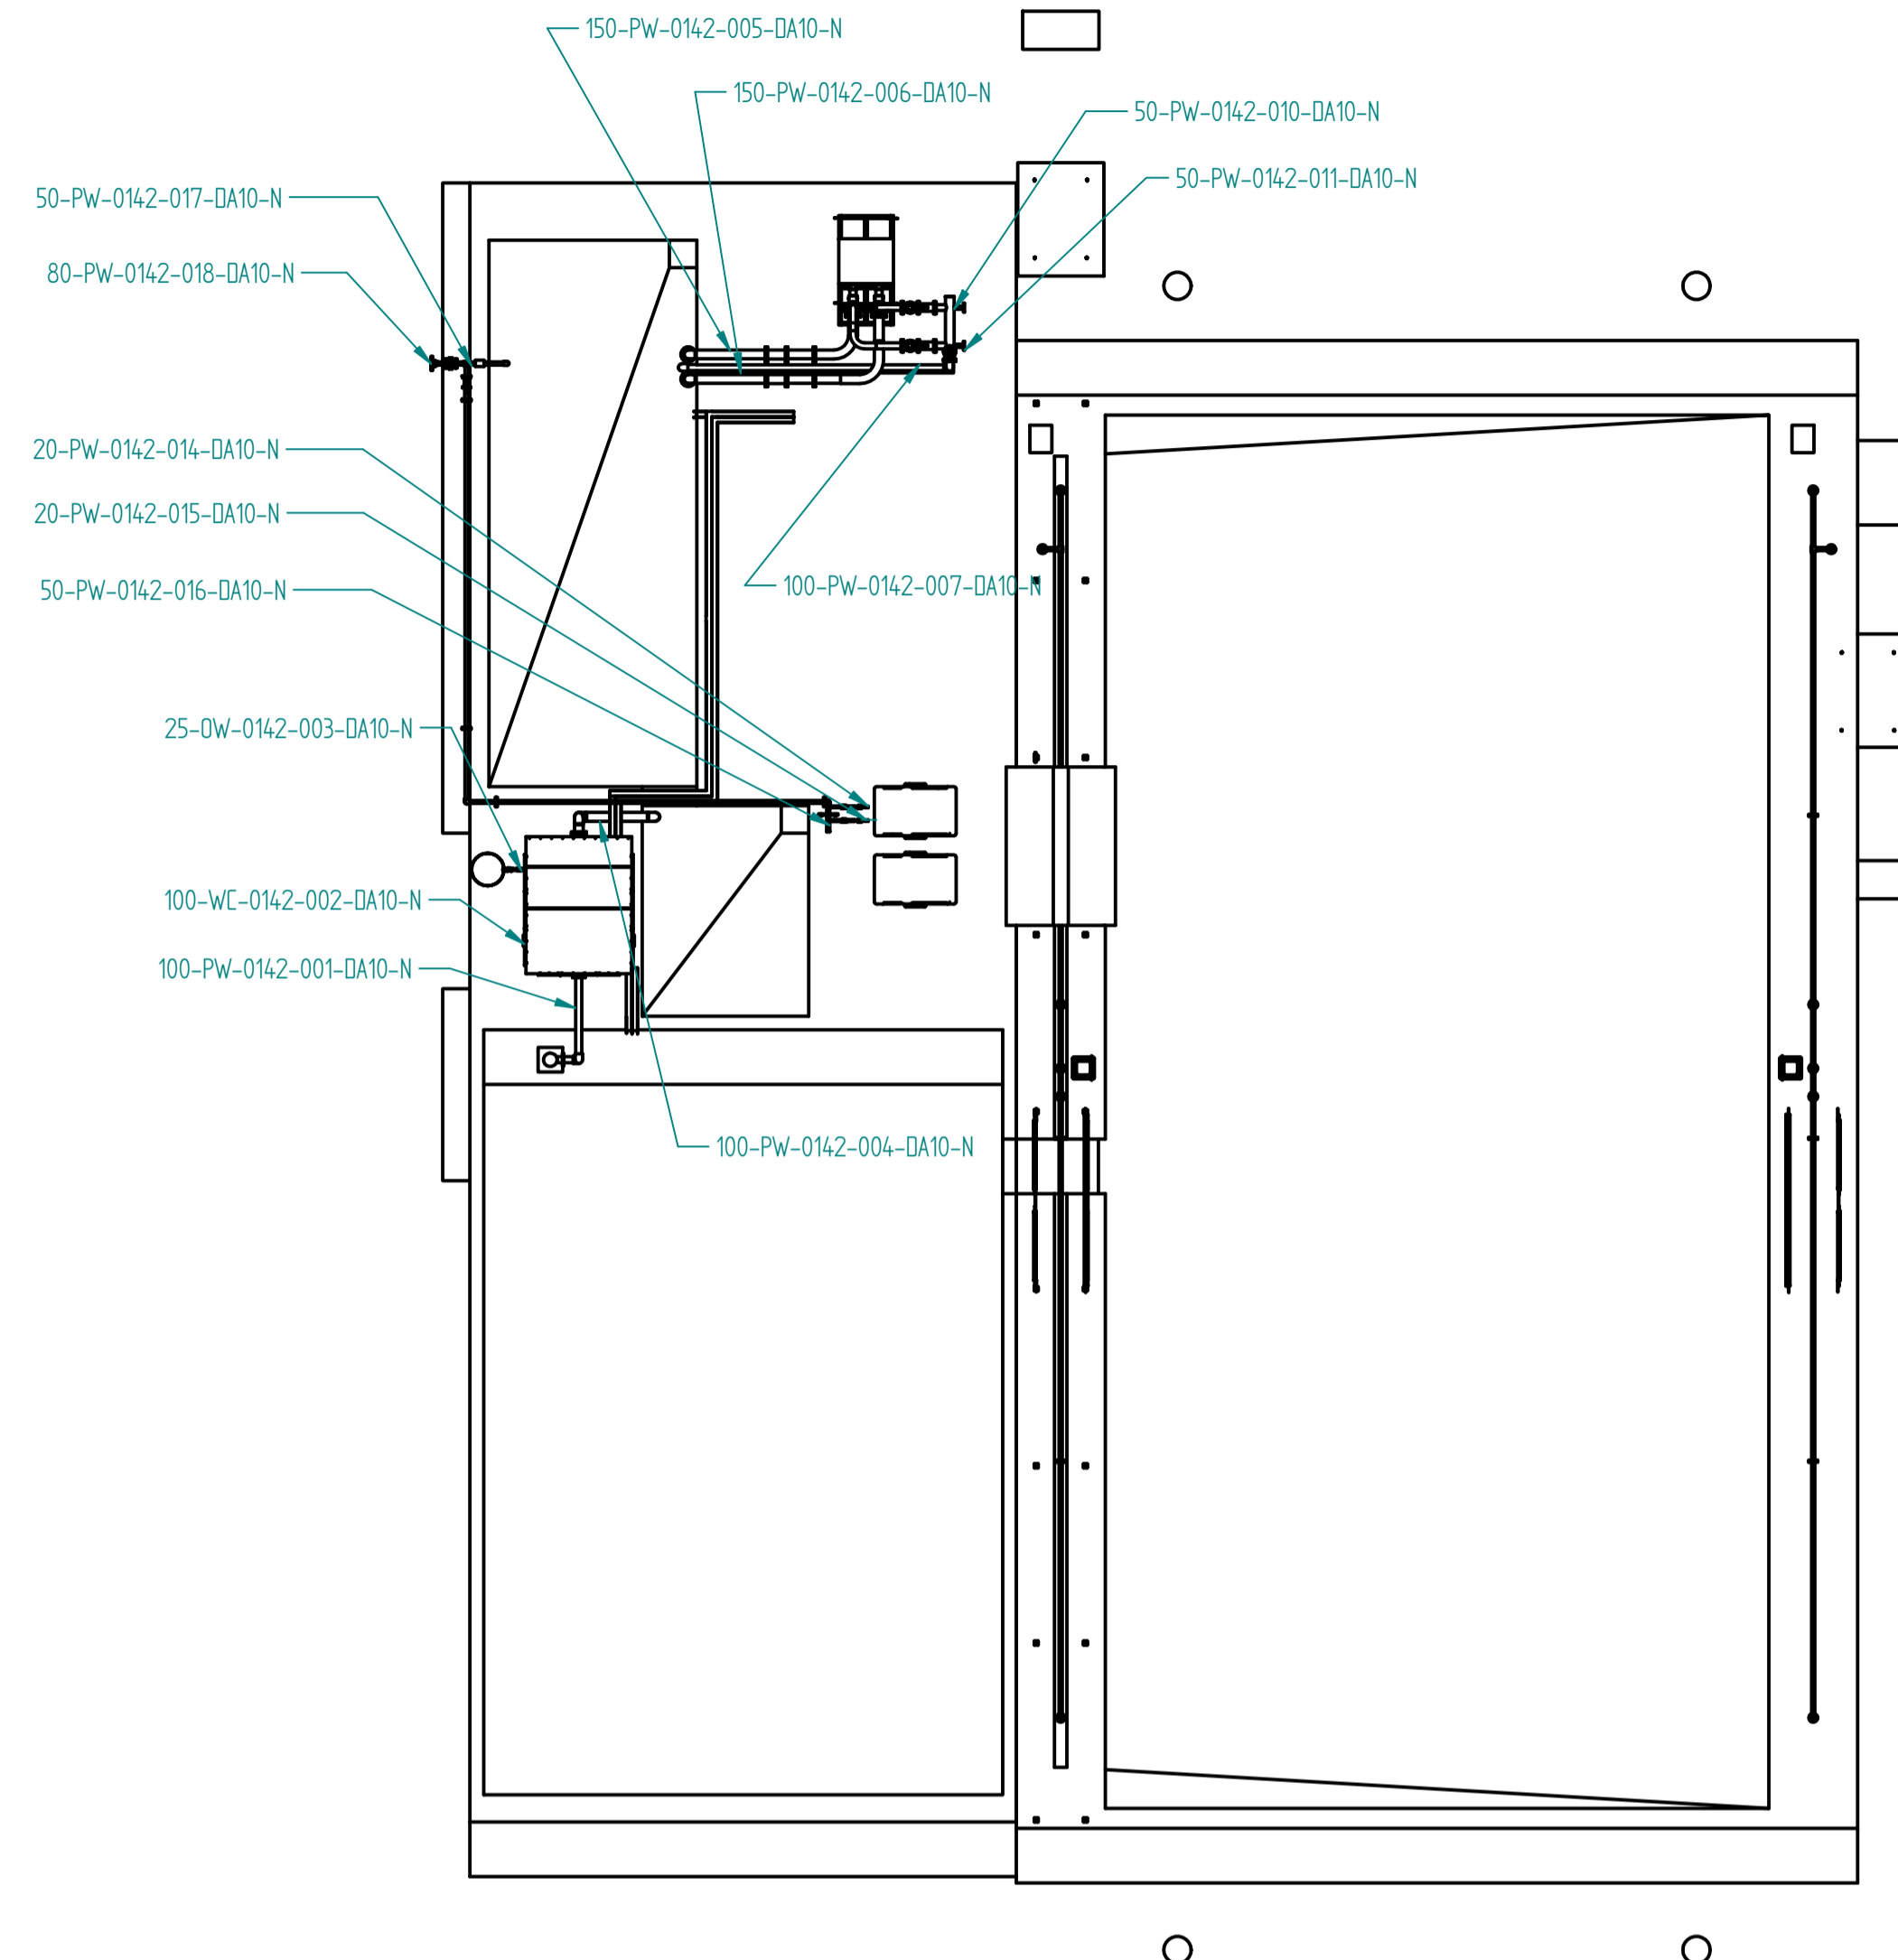 150-PW-0142-005-DA10-N
150-PW-0142-006-DA10-N
50-PW-0142-010-DA10-N
50-PW-0142-011-DA10-N
50-PW-0142-017-DA10-N
80-PW-0142-018-DA10-N
20-PW-0142-014-DA10-N
20-PW-0142-015-DA10-N
50-PW-0142-016-DA10-N
100-PW-0142-007-DA10-N
25-OW-0142-003-DA10-N
100-WC-0142-002-DA10-N
100-PW-0142-001-DA10-N
100-PW-0142-004-DA10-N